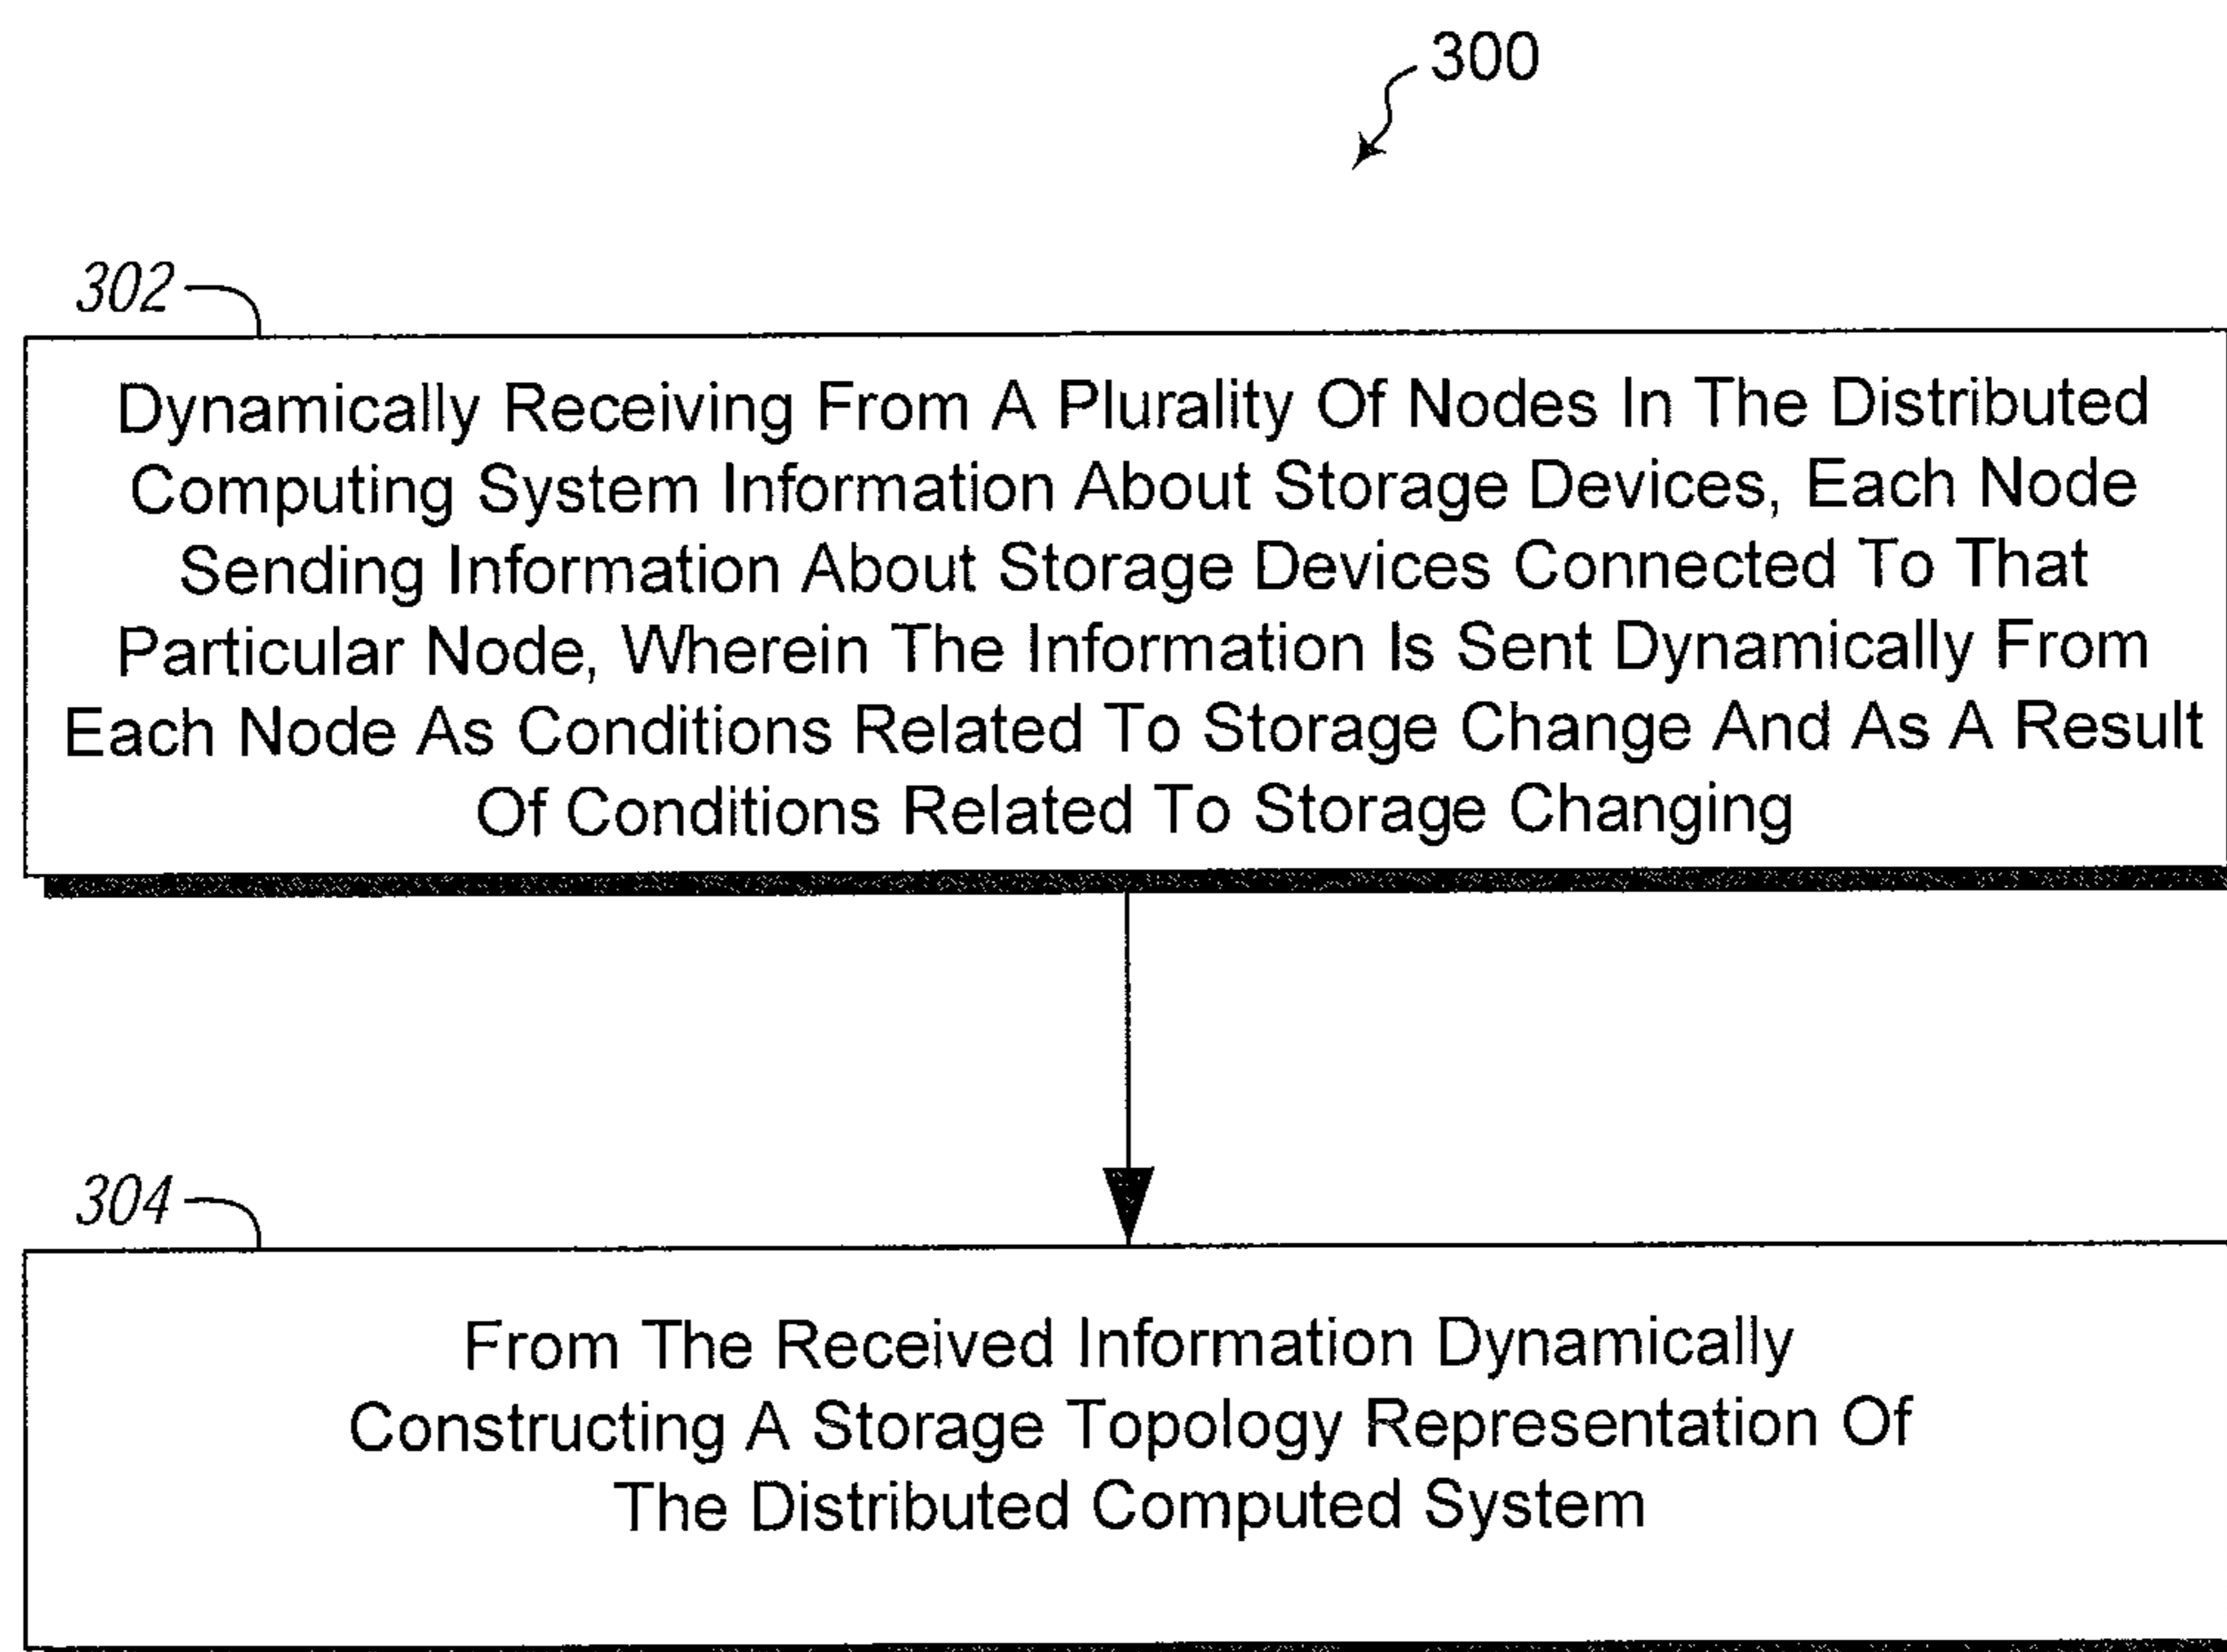 300
302
Dynamically Receiving From A Plurality Of Nodes In The Distributed
Computing System Information About Storage Devices, Each Node
Sending Information About Storage Devices Connected To That
Particular Node, Wherein The Information Is Sent Dynamically From
Each Node As Conditions Related To Storage Change And As A Result
Of Conditions Related To Storage Changing
304
From The Received Information Dynamically
Constructing A Storage Topology Representation Of
The Distributed Computed System